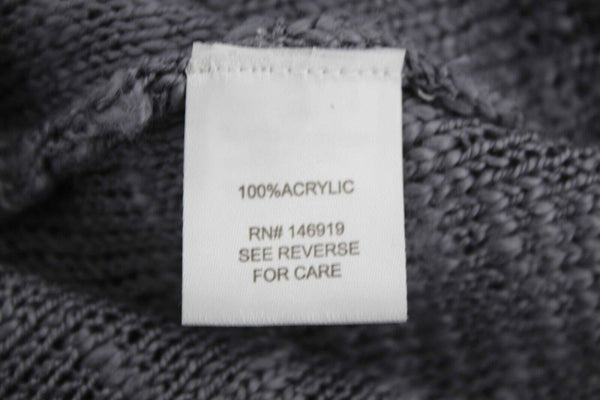 100%ACRYLIC
RN# 146919
SEE REVERSE
FOR CARE